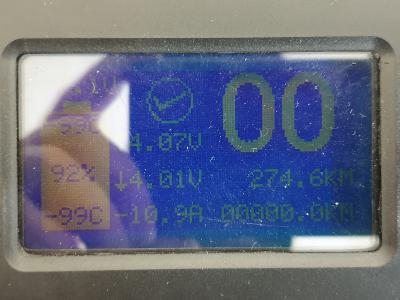 00
99C 4.07V
92% ↓4.01V 274.6KM
-99C -10.9A 00000.0KM